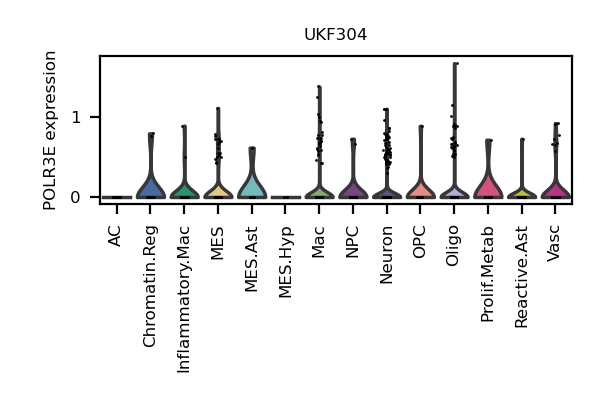 UKF304
POLR3E expression
1
0
AC
Chromatin.Reg
Inflammatory.Mac
MES
MES.Ast
MES.Hyp
Mac
NPC
Neuron
OPC
Oligo
Prolif.Metab
Reactive.Ast
Vasc